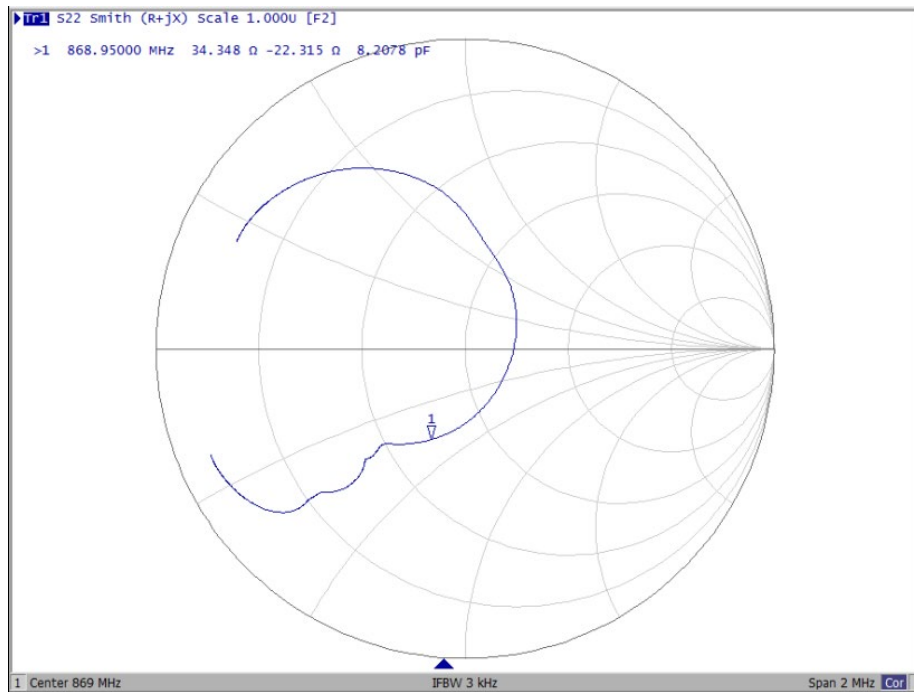 Tr1 S22 Smith (R+jX) Scale 1.000U [F2]
>1 868.95000 MHz 34.348 Ω -22.315 Ω 8.2078 pF
1
1 Center 869 MHz IFBW 3 kHz Span 2 MHz Cor